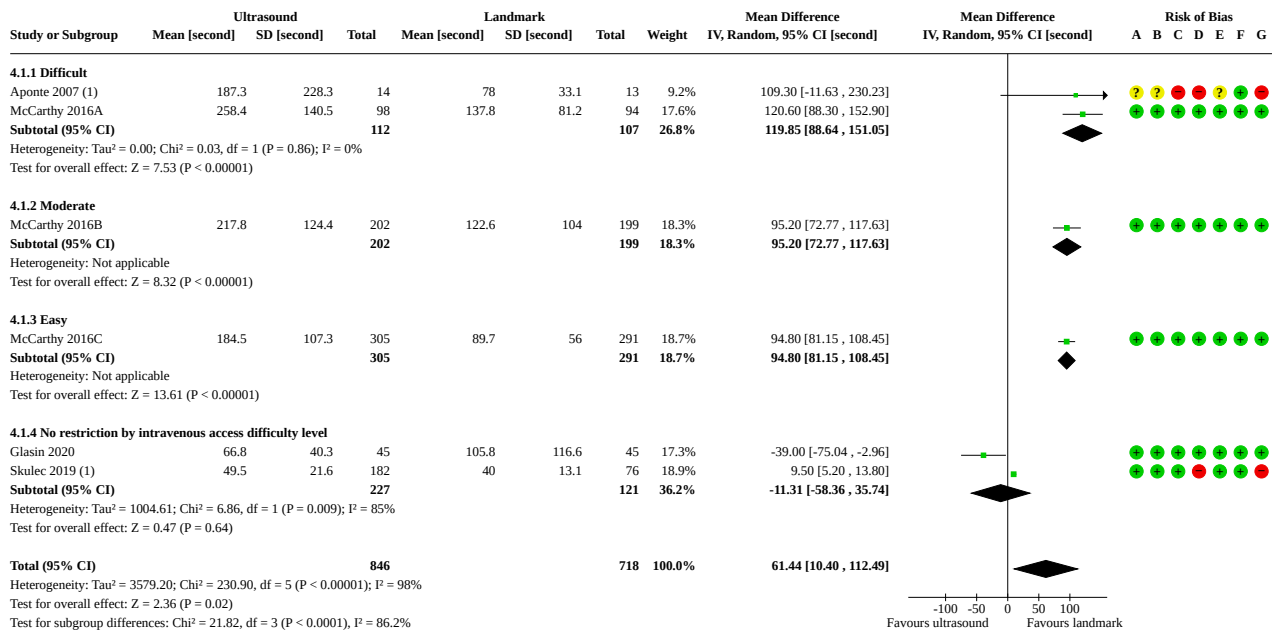 Ultrasound Landmark Mean Difference Mean Difference Risk of Bias
Study or Subgroup Mean [second] SD [second] Total Mean [second] SD [second] Total Weight IV, Random, 95% CI [second] IV, Random, 95% CI [second] A B C D E F G
4.1.1 Difficult
Aponte 2007 (1) 187.3 228.3 14 78 33.1 13 9.2% 109.30 [-11.63 , 230.23] ? ? − − ? + −
McCarthy 2016A 258.4 140.5 98 137.8 81.2 94 17.6% 120.60 [88.30 , 152.90] + + + + + + +
Subtotal (95% CI) 112 107 26.8% 119.85 [88.64 , 151.05]
Heterogeneity: Tau² = 0.00; Chi² = 0.03, df = 1 (P = 0.86); I² = 0%
Test for overall effect: Z = 7.53 (P < 0.00001)
4.1.2 Moderate
McCarthy 2016B 217.8 124.4 202 122.6 104 199 18.3% 95.20 [72.77 , 117.63] + + + + + + +
Subtotal (95% CI) 202 199 18.3% 95.20 [72.77 , 117.63]
Heterogeneity: Not applicable
Test for overall effect: Z = 8.32 (P < 0.00001)
4.1.3 Easy
McCarthy 2016C 184.5 107.3 305 89.7 56 291 18.7% 94.80 [81.15 , 108.45] + + + + + + +
Subtotal (95% CI) 305 291 18.7% 94.80 [81.15 , 108.45]
Heterogeneity: Not applicable
Test for overall effect: Z = 13.61 (P < 0.00001)
4.1.4 No restriction by intravenous access difficulty level
Glasin 2020 66.8 40.3 45 105.8 116.6 45 17.3% -39.00 [-75.04 , -2.96] + + + + + + +
Skulec 2019 (1) 49.5 21.6 182 40 13.1 76 18.9% 9.50 [5.20 , 13.80] + + + − + + −
Subtotal (95% CI) 227 121 36.2% -11.31 [-58.36 , 35.74]
Heterogeneity: Tau² = 1004.61; Chi² = 6.86, df = 1 (P = 0.009); I² = 85%
Test for overall effect: Z = 0.47 (P = 0.64)
Total (95% CI) 846 718 100.0% 61.44 [10.40 , 112.49]
Heterogeneity: Tau² = 3579.20; Chi² = 230.90, df = 5 (P < 0.00001); I² = 98%
Test for overall effect: Z = 2.36 (P = 0.02) -100 -50 0 50 100
Test for subgroup differences: Chi² = 21.82, df = 3 (P < 0.0001), I² = 86.2% Favours ultrasound Favours landmark